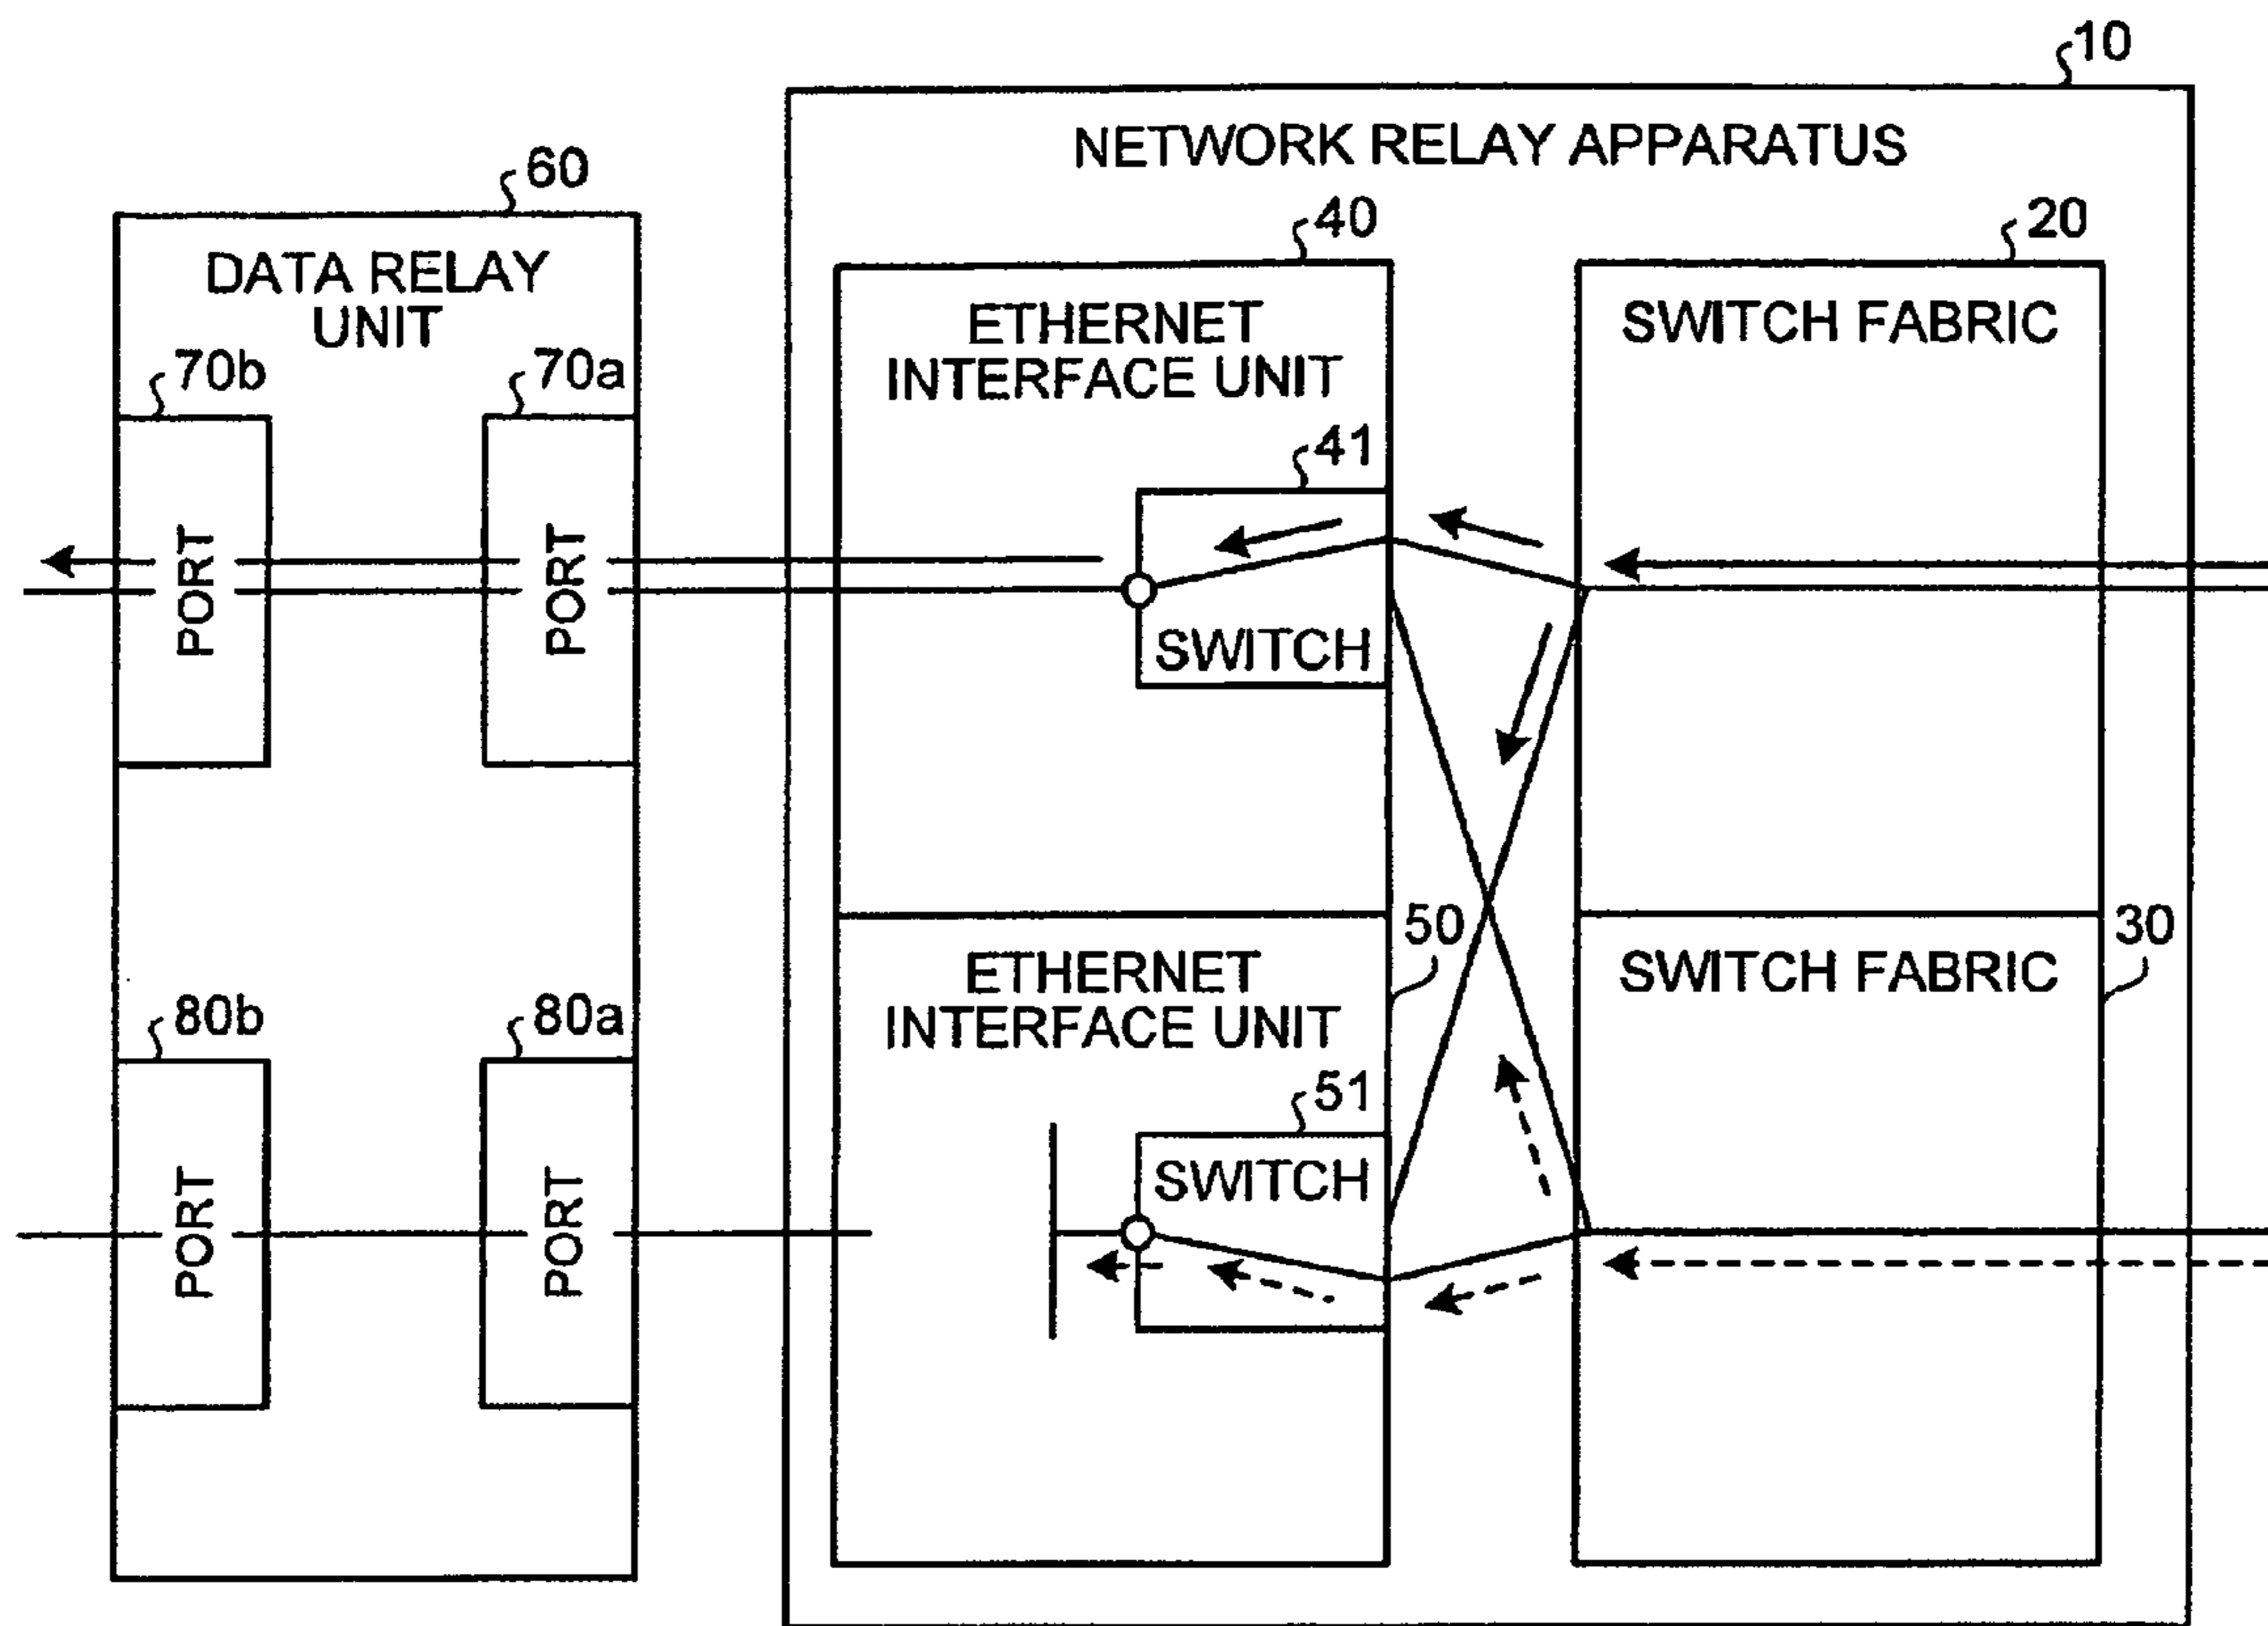 10
NETWORK RELAY APPARATUS
60
DATA RELAY
UNIT
40
ETHERNET
INTERFACE UNIT
20
SWITCH FABRIC
70b
70a
PORT
PORT
41
SWITCH
50
ETHERNET
INTERFACE UNIT
30
SWITCH FABRIC
80b
80a
PORT
PORT
51
SWITCH